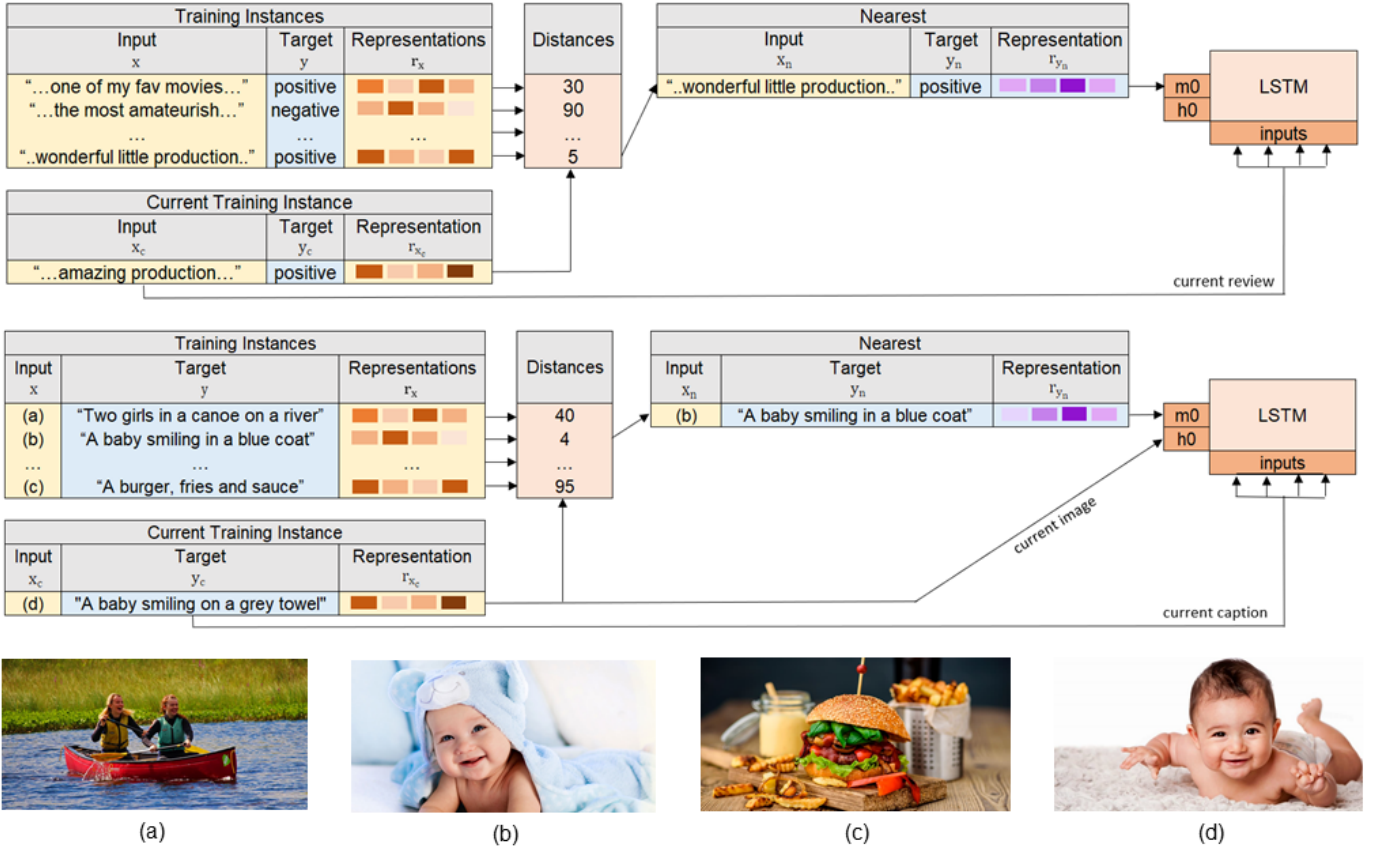 Training Instances
Input Target Representations
x y rx
"...one of my fav movies..." positive
"...the most amateurish..." negative
... ... ...
"..wonderful little production.." positive
Distances
30
90
...
5
Nearest
Input Target Representation
xn yn ryn
"..wonderful little production.." positive
m0
h0
LSTM
inputs
Current Training Instance
Input Target Representation
xc yc rxc
"...amazing production..." positive
current review
Training Instances
Input Target Representations
x y rx
(a) "Two girls in a canoe on a river"
(b) "A baby smiling in a blue coat"
... ... ...
(c) "A burger, fries and sauce"
Distances
40
4
...
95
Nearest
Input Target Representation
xn yn ryn
(b) "A baby smiling in a blue coat"
m0
h0
LSTM
inputs
Current Training Instance
Input Target Representation
xc yc rxc
(d) "A baby smiling on a grey towel"
current image
current caption
(a) (b) (c) (d)